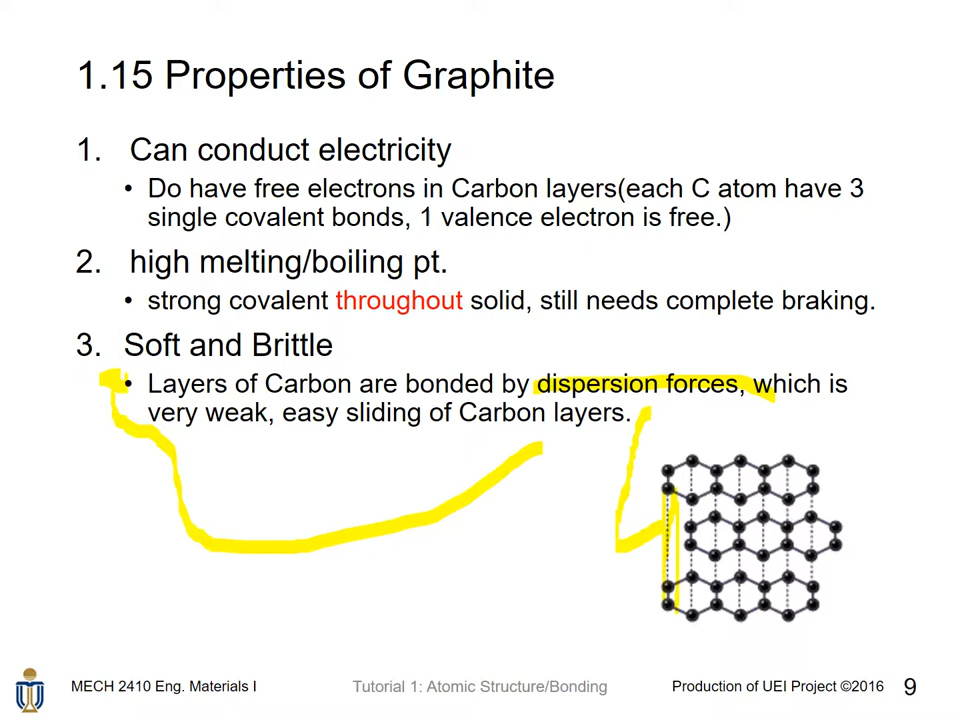 1.15 Properties of Graphite
1. Can conduct electricity
• Do have free electrons in Carbon layers(each C atom have 3
single covalent bonds, 1 valence electron is free.)
2. high melting/boiling pt.
• strong covalent throughout solid, still needs complete braking.
3. Soft and Brittle
• Layers of Carbon are bonded by dispersion forces, which is
very weak, easy sliding of Carbon layers.
MECH 2410 Eng. Materials I
Tutorial 1: Atomic Structure/Bonding
Production of UEI Project ©2016
9